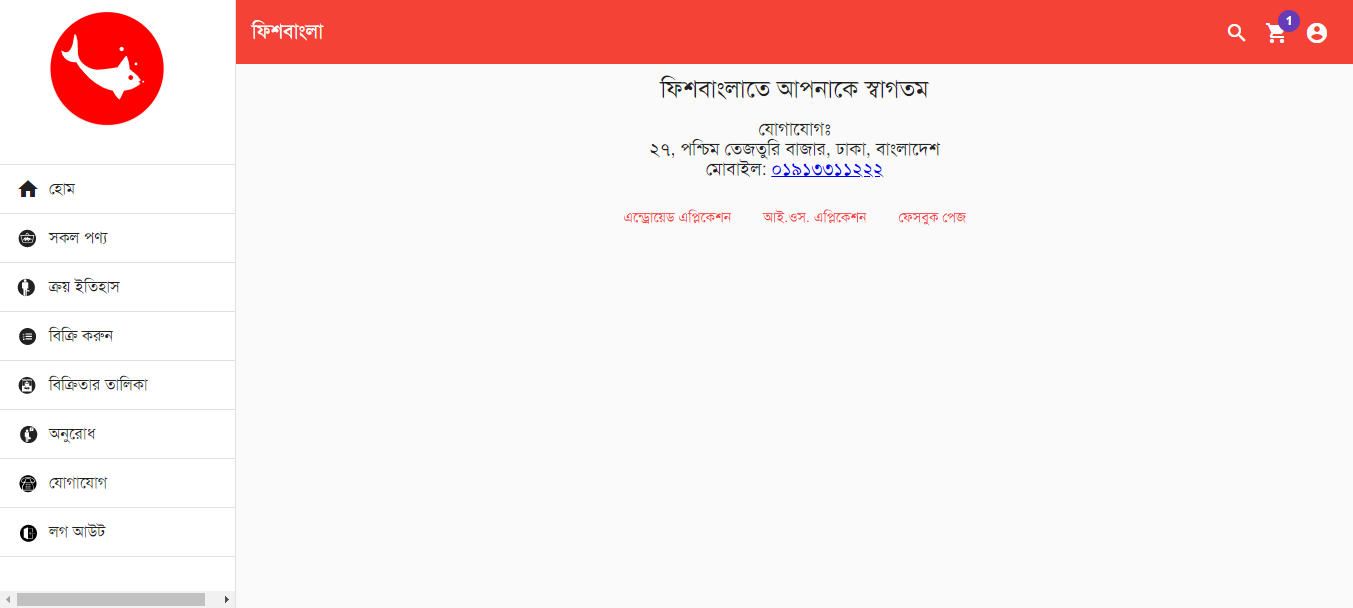 ফিশবাংলা
1
হোম
সকল পণ্য
ক্রয় ইতিহাস
বিক্রি করুন
বিক্রিতার তালিকা
অনুরোধ
যোগাযোগ
লগ আউট
ফিশবাংলাতে আপনাকে স্বাগতম
যোগাযোগঃ
২৭, পশ্চিম তেজতুরি বাজার, ঢাকা, বাংলাদেশ
মোবাইল: ০১৯১৩৩১১২২২
এন্ড্রোয়েড এপ্লিকেশন আই.ওস. এপ্লিকেশন ফেসবুক পেজ